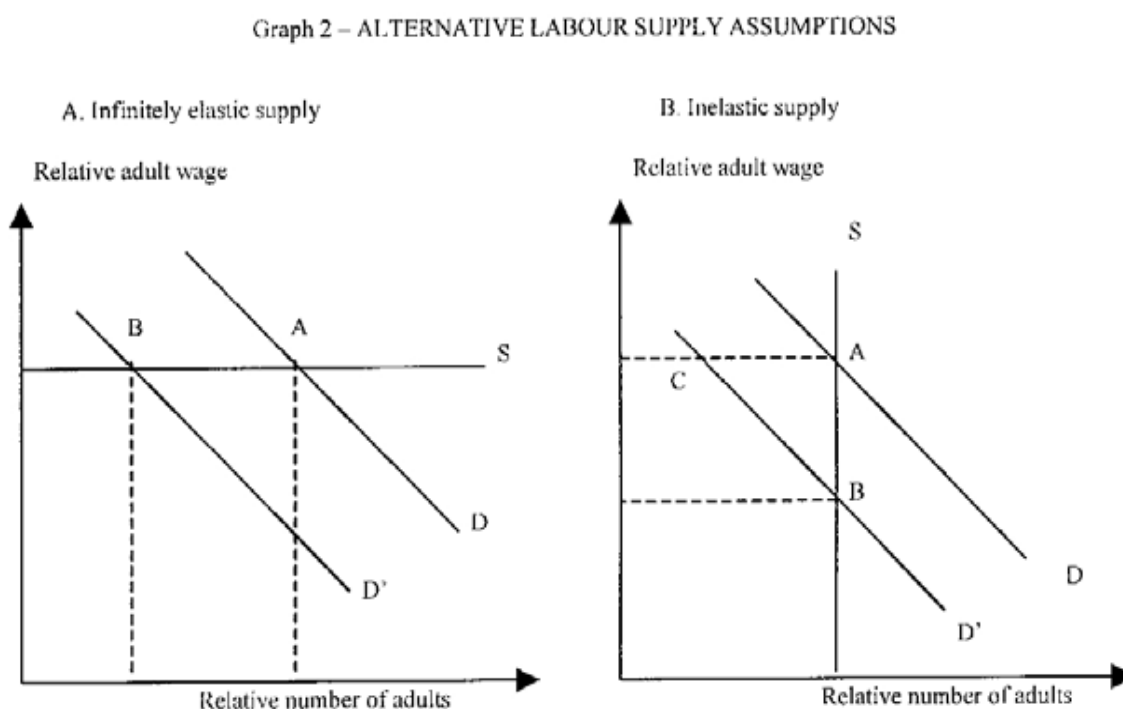 Graph 2 – ALTERNATIVE LABOUR SUPPLY ASSUMPTIONS
A. Infinitely elastic supply
Relative adult wage
B
A
S
D
D'
Relative number of adults
B. Inelastic supply
Relative adult wage
S
A
C
B
D
D'
Relative number of adults